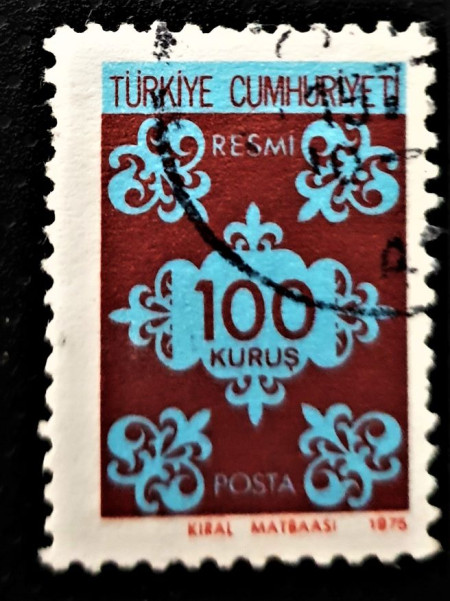 TÜRKİYE CUMHURİYETİ
RESMİ
100
KURUŞ
POSTA
KIRAL MATBAASI 1975